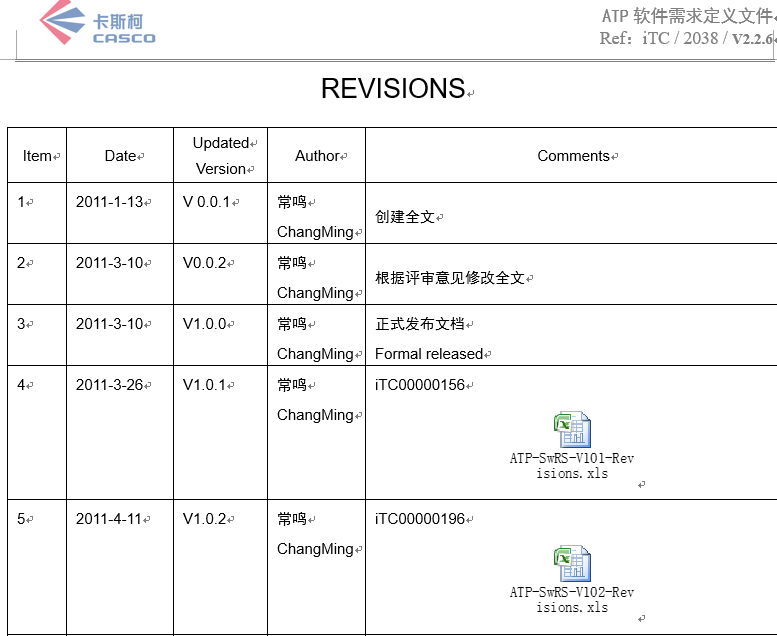 卡斯柯
CASCO
ATP 软件需求定义文件
Ref: iTC / 2038 / V2.2.6
REVISIONS
Item
Date
Updated
Version
Author
Comments
1
2011-1-13
V 0.0.1
常鸣
ChangMing
创建全文
2
2011-3-10
V0.0.2
常鸣
ChangMing
根据评审意见修改全文
3
2011-3-10
V1.0.0
常鸣
ChangMing
正式发布文档
Formal released
4
2011-3-26
V1.0.1
常鸣
ChangMing
iTC00000156
ATP-SwRS-V101-Rev
isions.xls
5
2011-4-11
V1.0.2
常鸣
ChangMing
iTC00000196
ATP-SwRS-V102-Rev
isions.xls